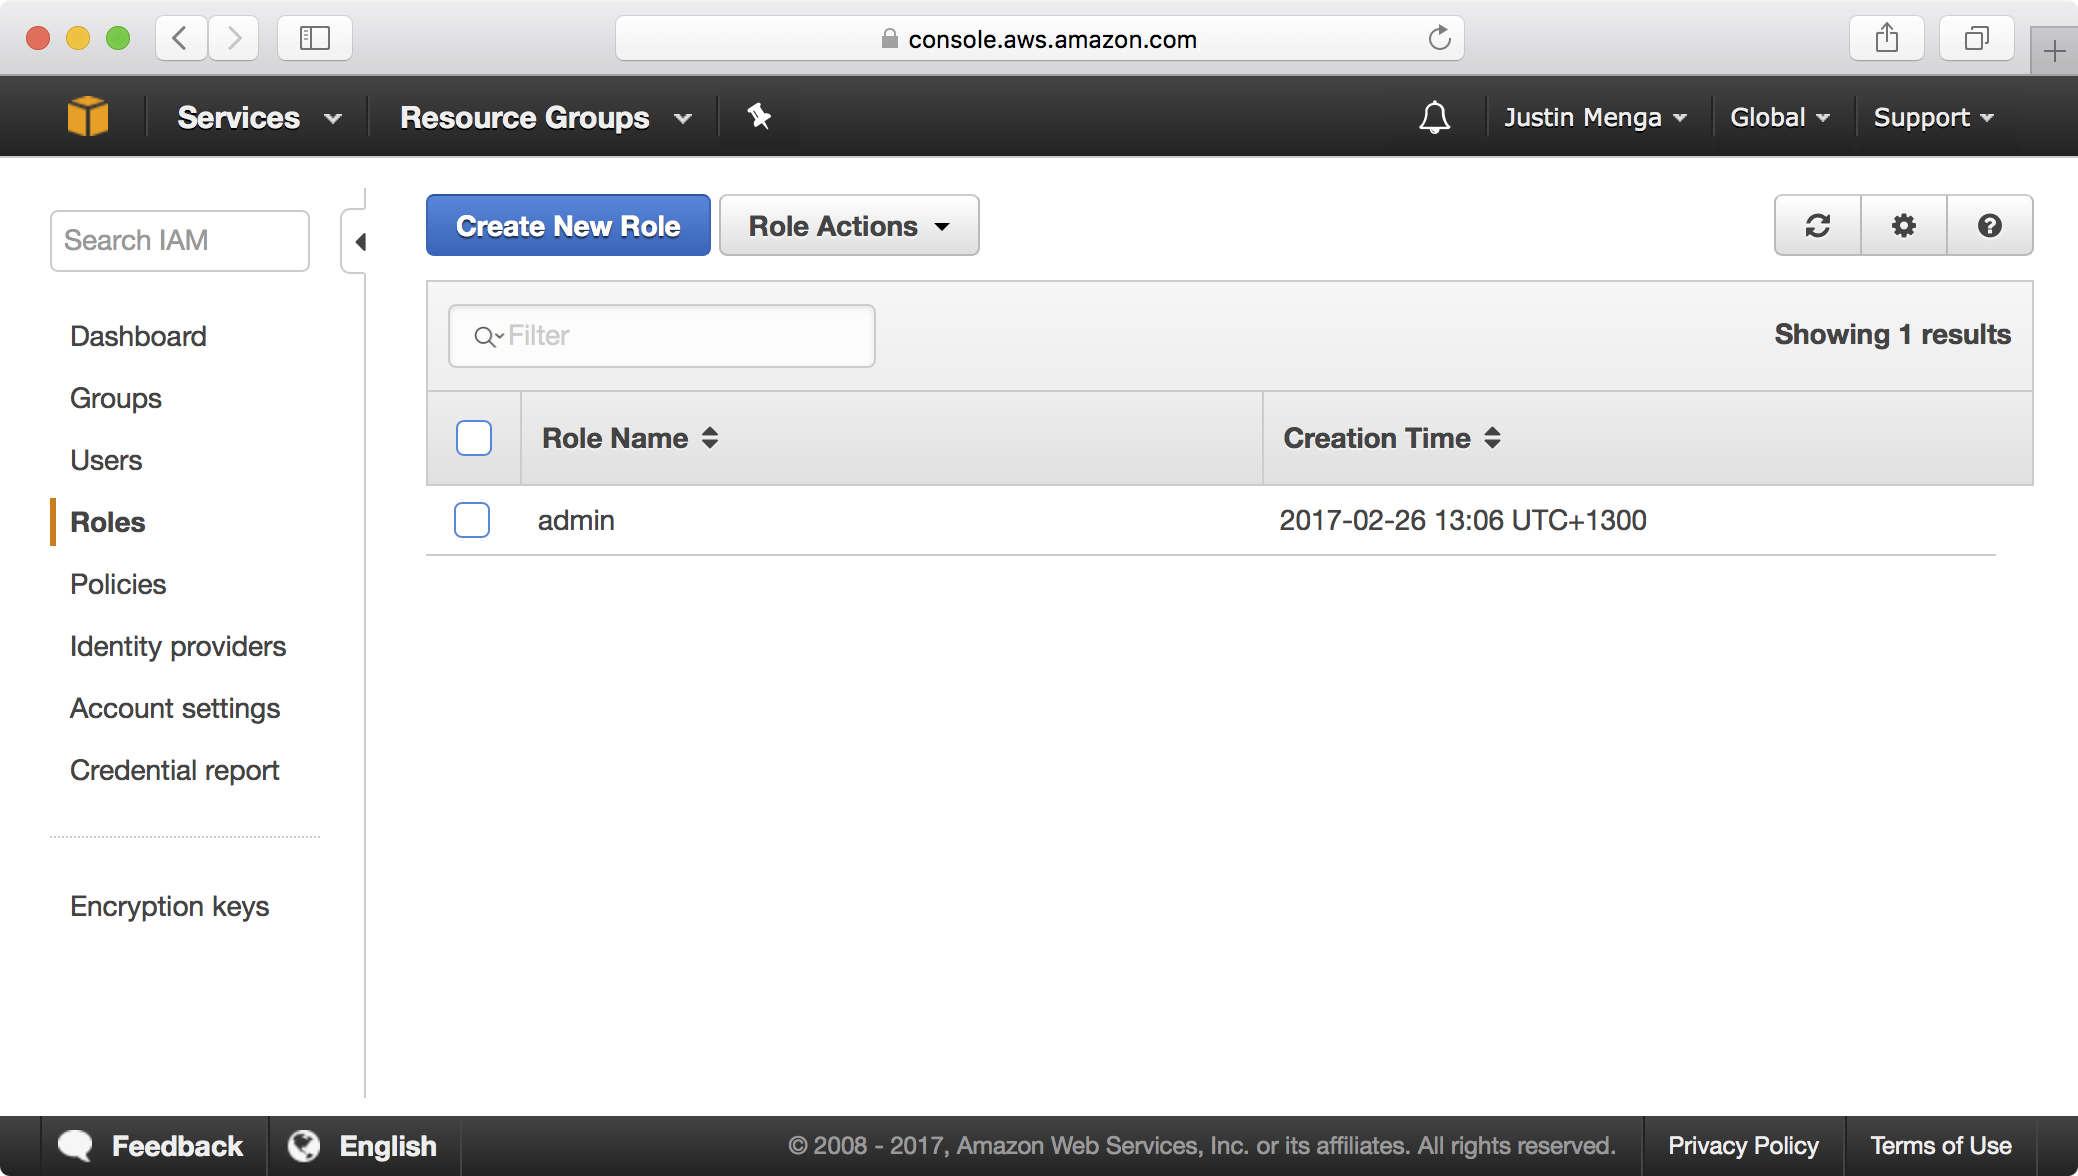 console.aws.amazon.com
Services
Resource Groups
Justin Menga
Global
Support
Search IAM
Dashboard
Groups
Users
Roles
Policies
Identity providers
Account settings
Credential report
Encryption keys
Create New Role
Role Actions
Filter
Showing 1 results
Role Name
Creation Time
admin
2017-02-26 13:06 UTC+1300
Feedback
English
© 2008 - 2017, Amazon Web Services, Inc. or its affiliates. All rights reserved.
Privacy Policy
Terms of Use